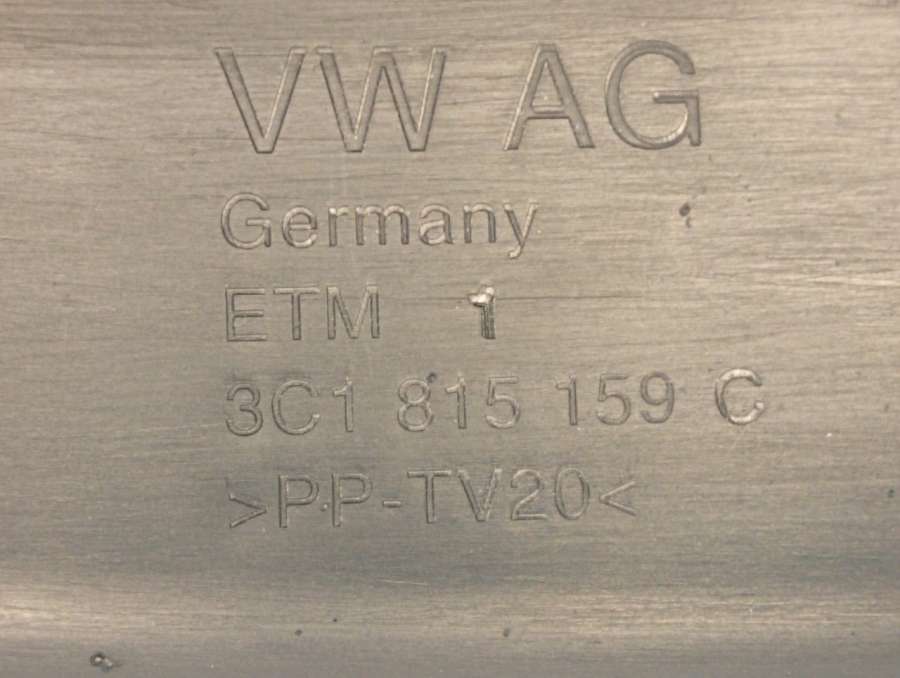 VW AG
Germany
ETM 1
3C1 815 159 C
>PP-TV20<